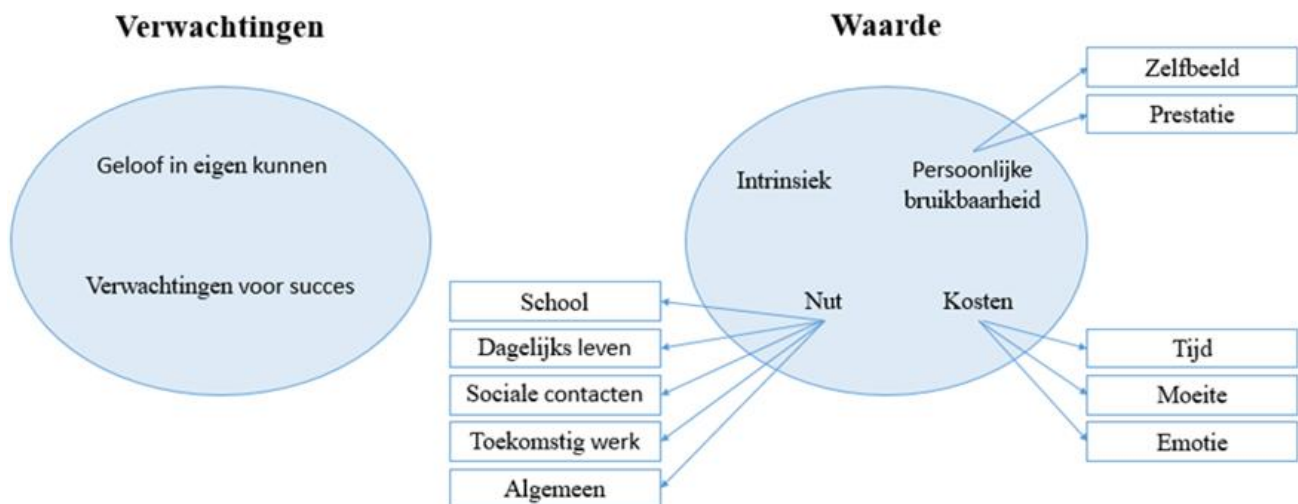 Verwachtingen
Geloof in eigen kunnen
Verwachtingen voor succes
Waarde
Intrinsiek
Persoonlijke
bruikbaarheid
Zelfbeeld
Prestatie
Nut
School
Dagelijks leven
Sociale contacten
Toekomstig werk
Algemeen
Kosten
Tijd
Moeite
Emotie